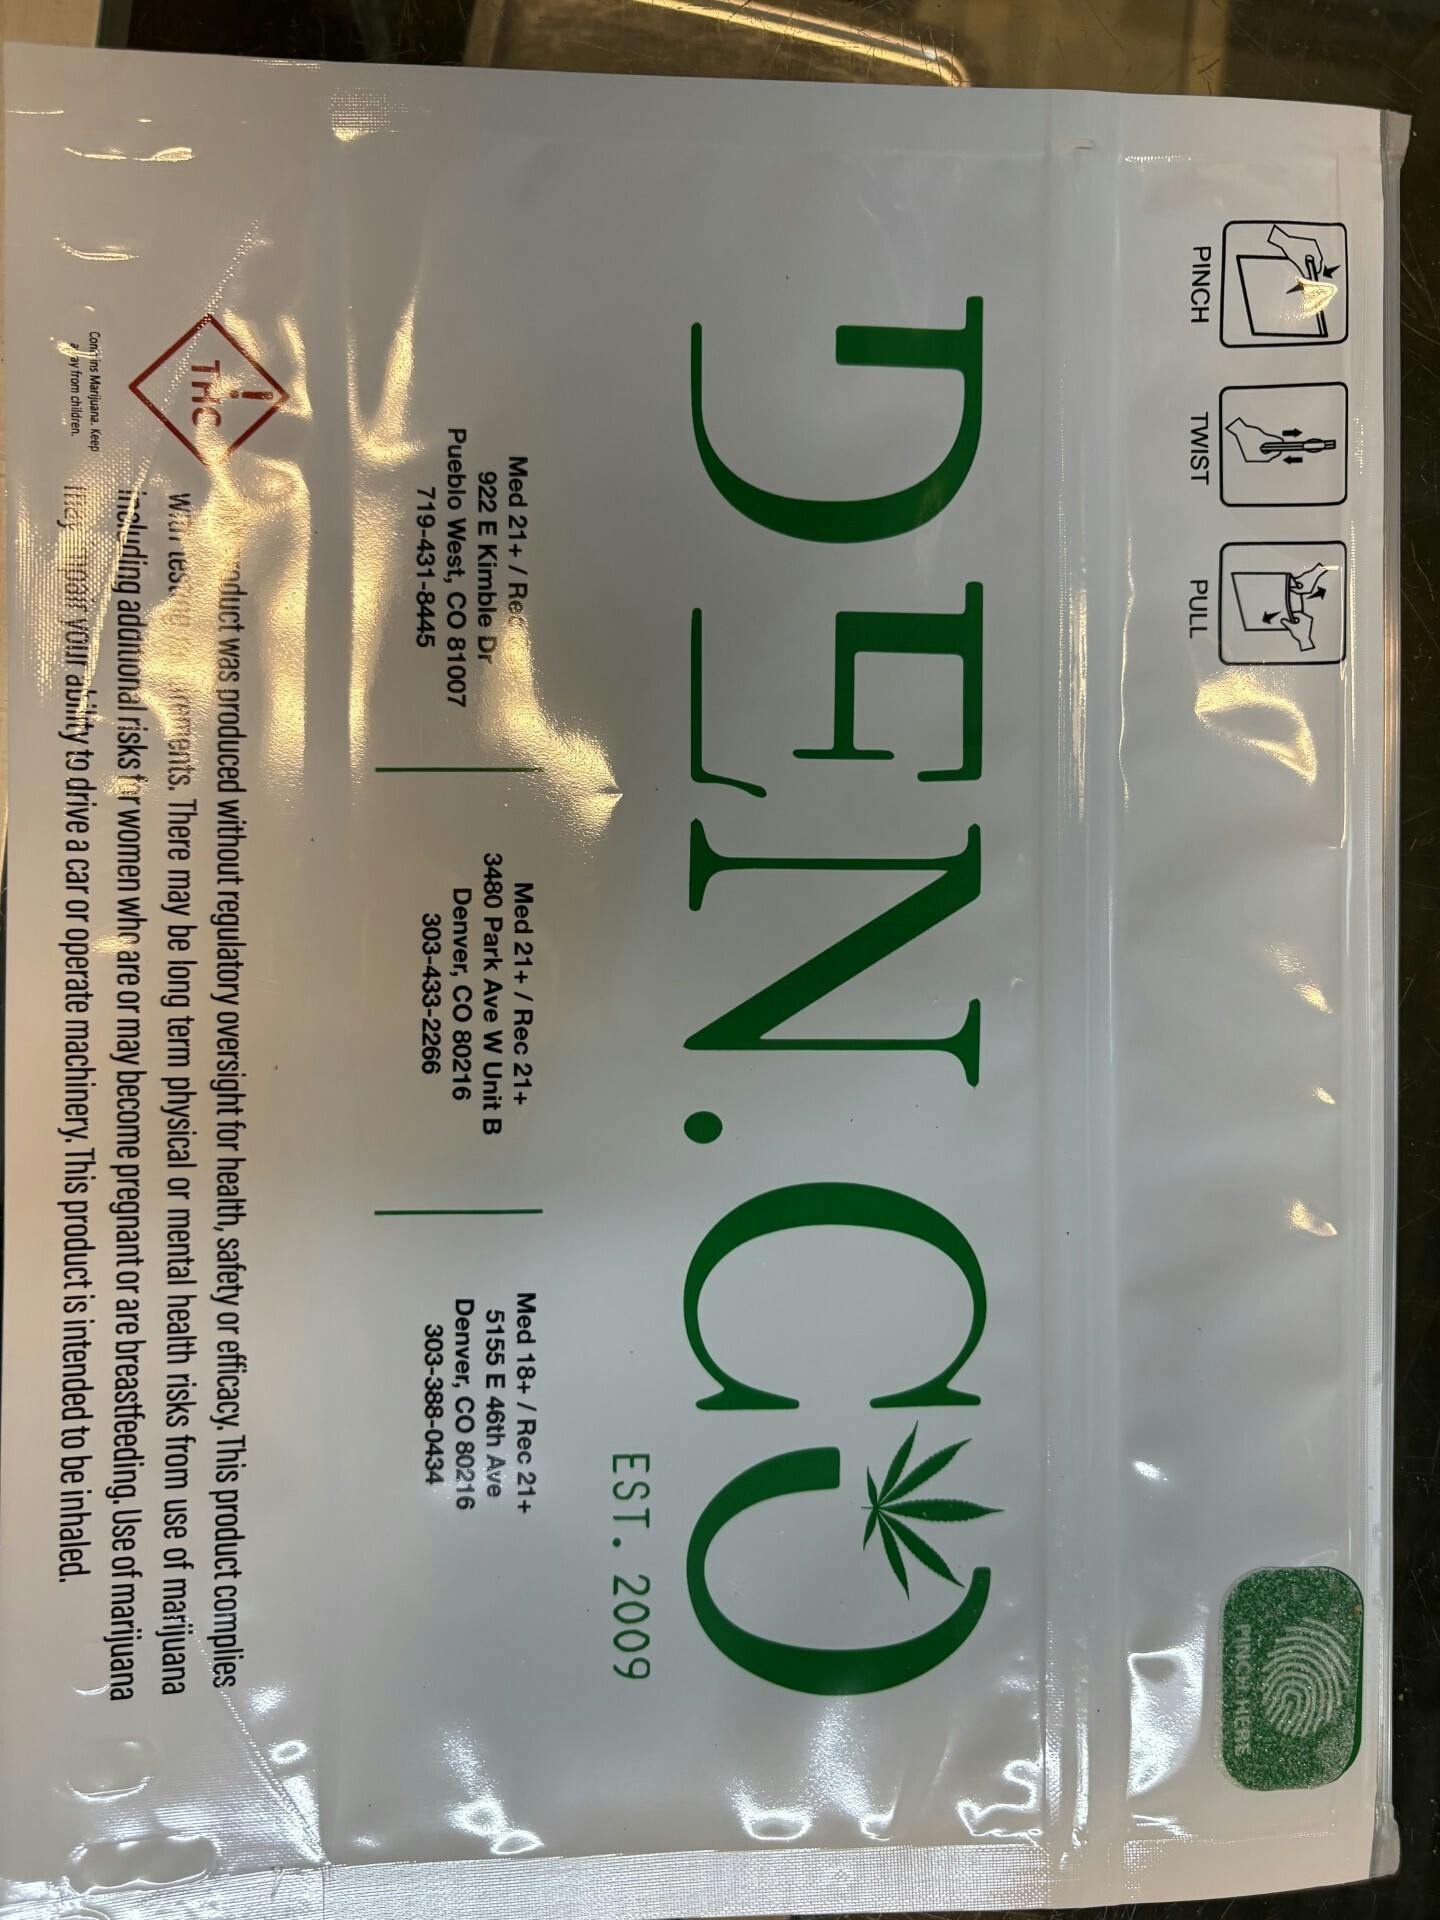 PINCH
TWIST
PULL
PINCH HERE
DEN.CO
EST. 2009
Med 21+ / Rec
922 E Kimble Dr
Pueblo West, CO 81007
719-431-8445
Med 21+ / Rec 21+
3480 Park Ave W Unit B
Denver, CO 80216
303-433-2266
Med 18+ / Rec 21+
5155 E 46th Ave
Denver, CO 80216
303-388-0434
! THC
Contains Marijuana. Keep
away from children.
product was produced without regulatory oversight for health, safety or efficacy. This product complies
with testing requirements. There may be long term physical or mental health risks from use of marijuana
including additional risks for women who are or may become pregnant or are breastfeeding. Use of marijuana
may impair your ability to drive a car or operate machinery. This product is intended to be inhaled.